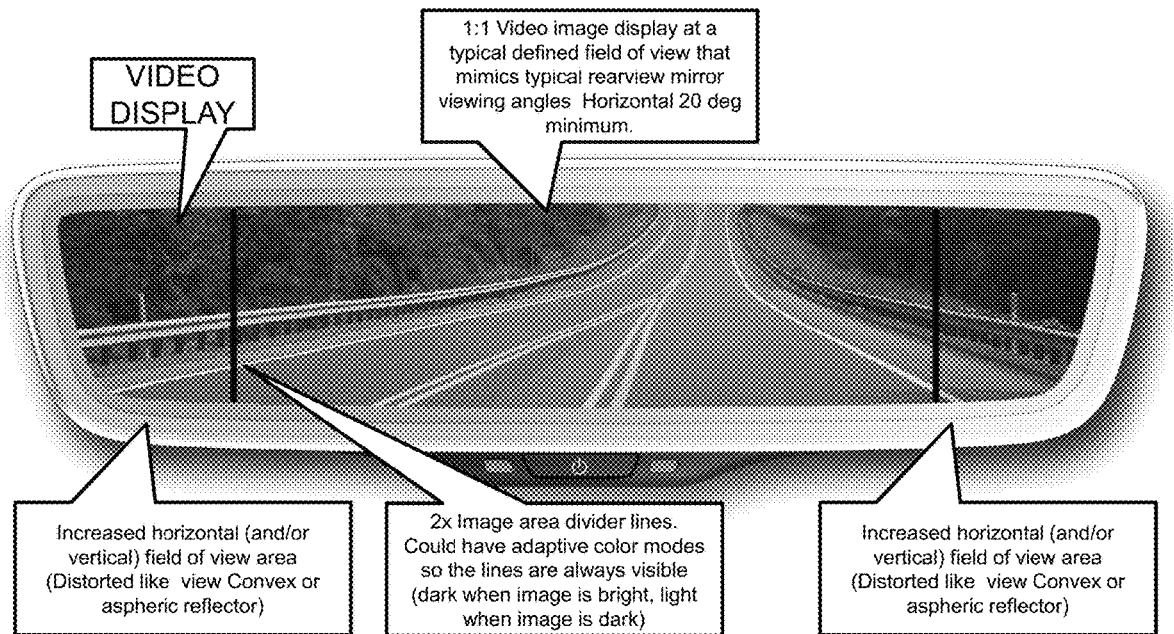 VIDEO
DISPLAY
1:1 Video image display at a
typical defined field of view that
mimics typical rearview mirror
viewing angles  Horizontal 20 deg
minimum.
Increased horizontal (and/or
vertical) field of view area
(Distorted like  view Convex or
aspheric reflector)
2x Image area divider lines.
Could have adaptive color modes
so the lines are always visible
(dark when image is bright, light
when image is dark)
Increased horizontal (and/or
vertical) field of view area
(Distorted like  view Convex or
aspheric reflector)